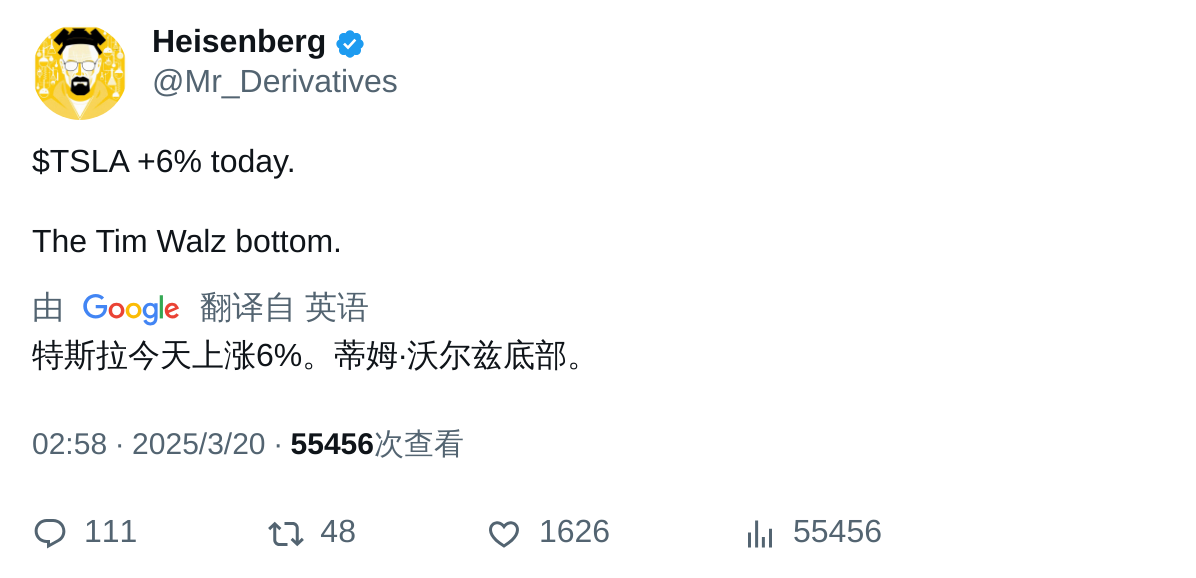 Heisenberg
@Mr_Derivatives
$TSLA +6% today.
The Tim Walz bottom.
由 Google 翻译自 英语
特斯拉今天上涨6%。蒂姆·沃尔兹底部。
02:58 · 2025/3/20 · 55456次查看
111 48 1626 55456